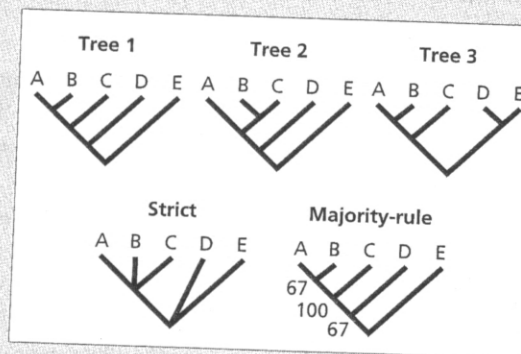 Tree 1 Tree 2 Tree 3
A B C D E A B C D E A B C D E
Strict Majority-rule
A B C D E A B C D E
67
100
67